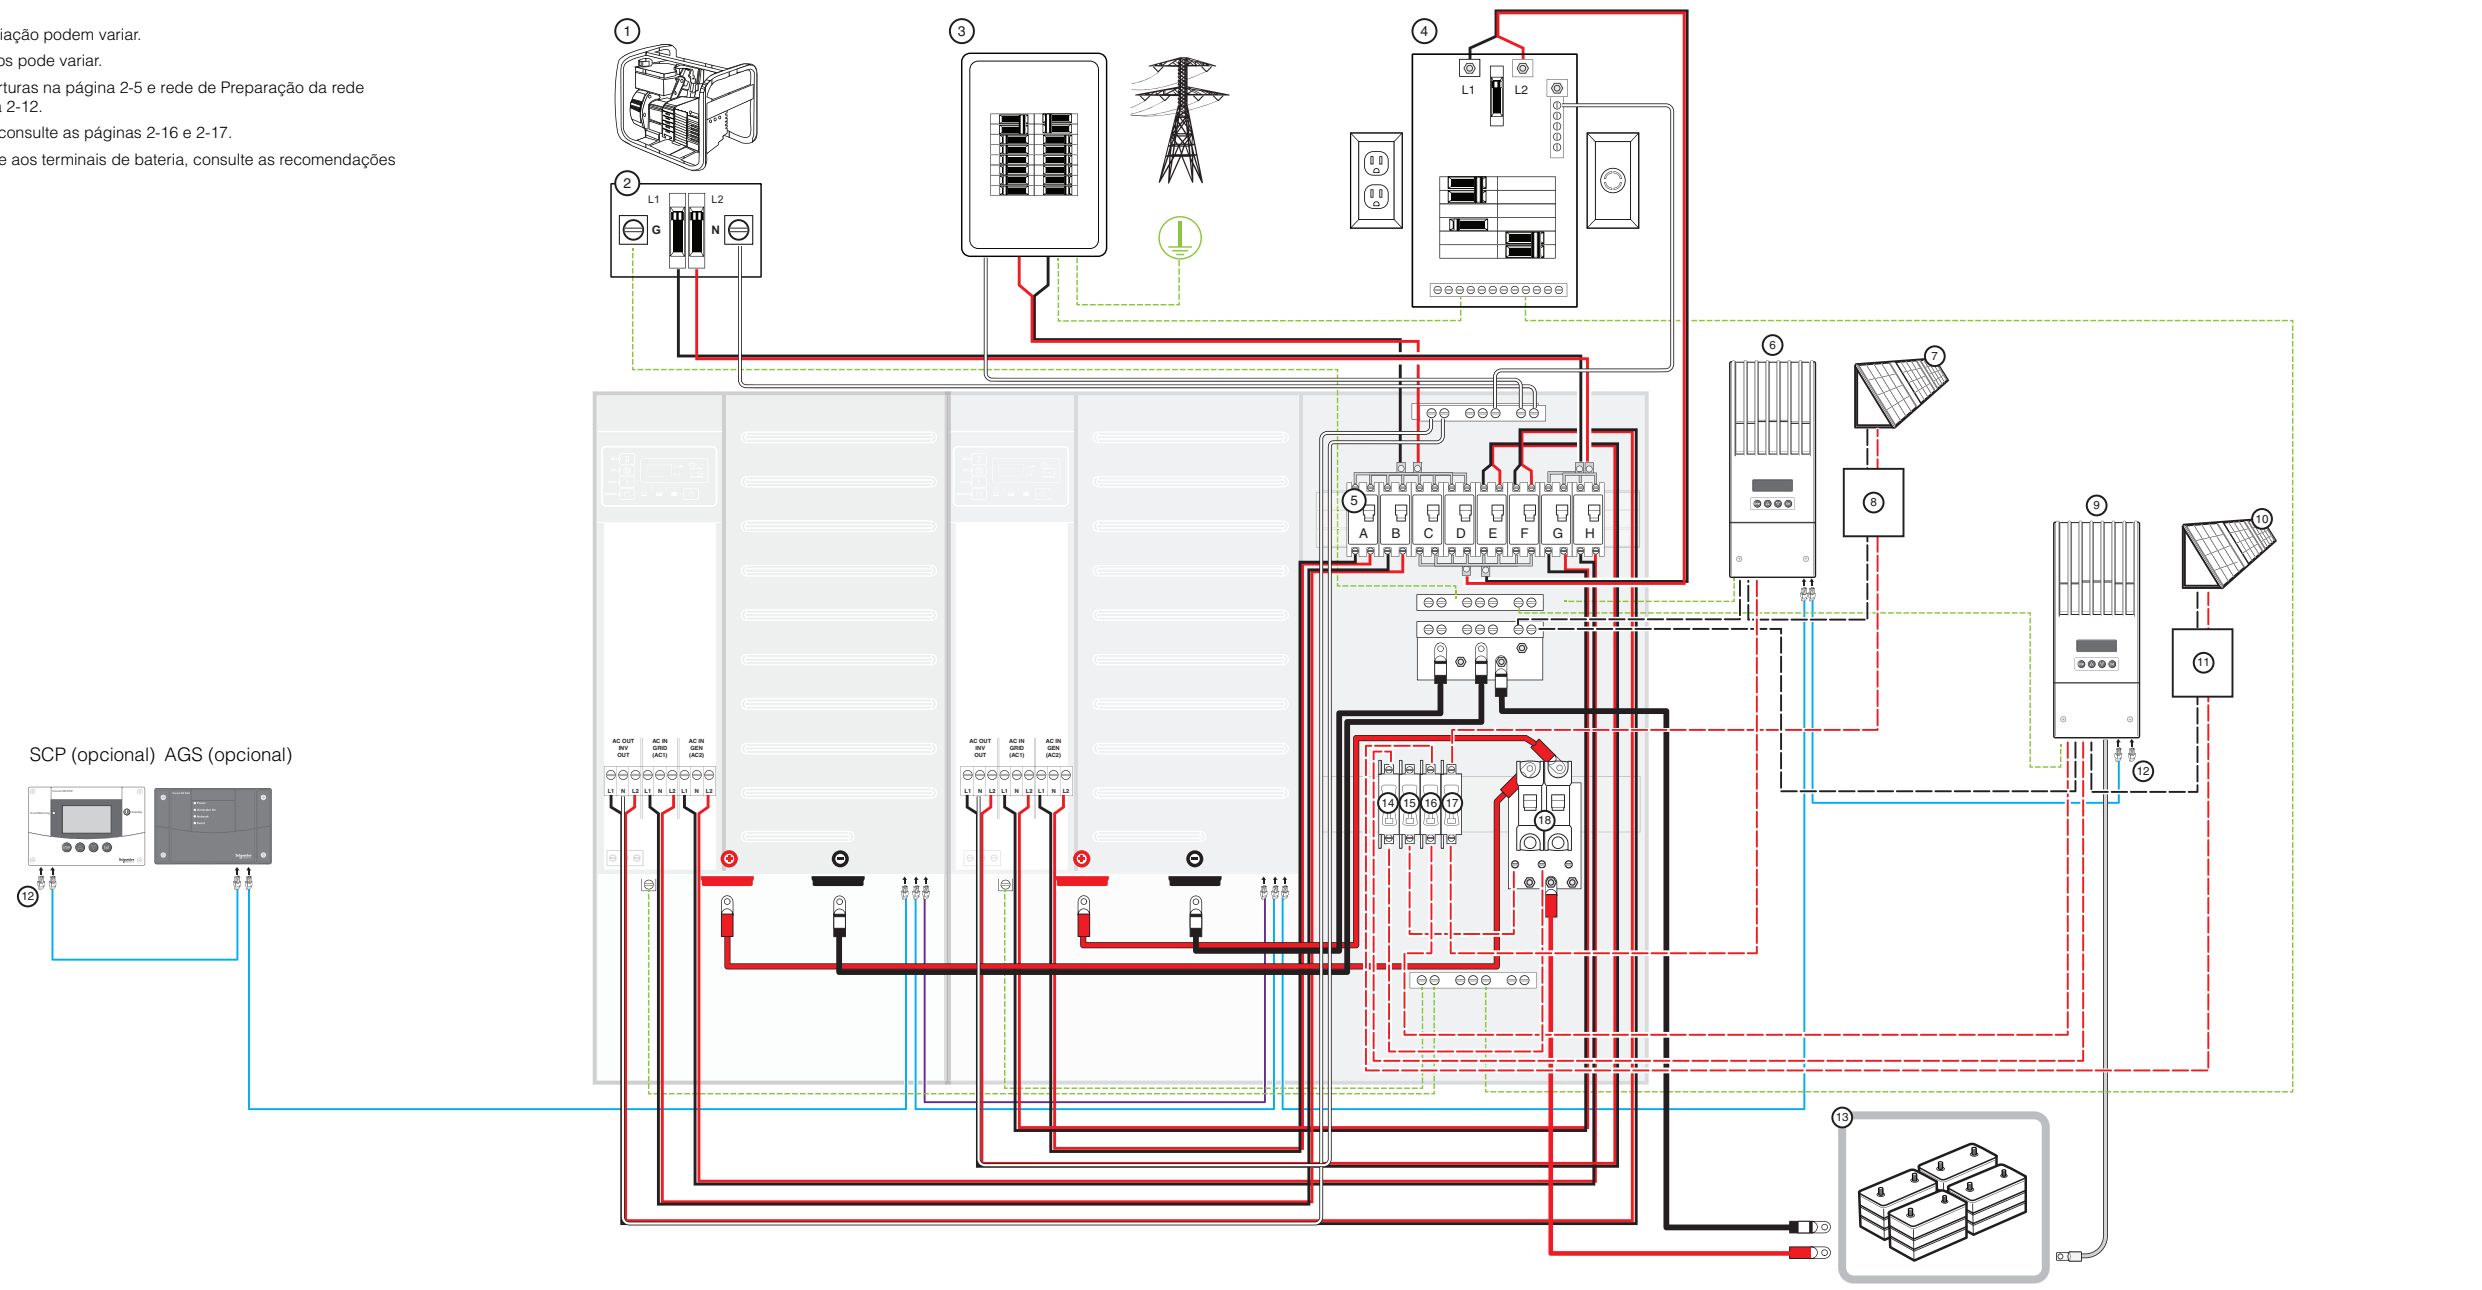 iação podem variar.
os pode variar.
rturas na página 2-5 e rede de Preparação da rede
a 2-12.
consulte as páginas 2-16 e 2-17.
e aos terminais de bateria, consulte as recomendações
1
2
L1 L2
G N
3
4
L1 L2
5
A B C D E F G H
6
7
8
9
10
11
12
SCP (opcional) AGS (opcional)
12
AC OUT INV OUT
AC IN GRID (AC1)
AC IN GEN (AC2)
L1 N L2 L1 N L2 L1 N L2
AC OUT INV OUT
AC IN GRID (AC1)
AC IN GEN (AC2)
L1 N L2 L1 N L2 L1 N L2
14 15 16 17
18
13